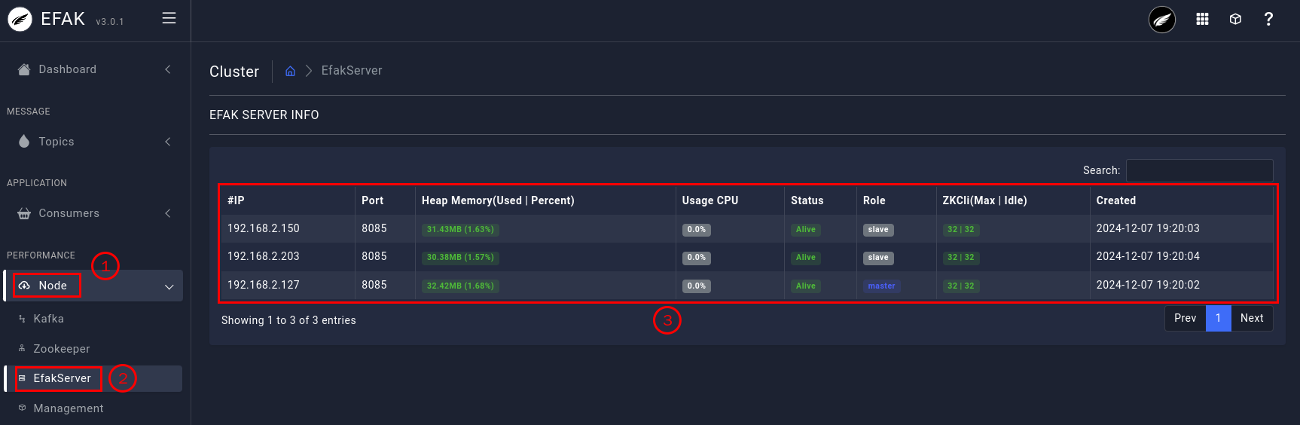 EFAK v3.0.1
Dashboard
MESSAGE
Topics
APPLICATION
Consumers
PERFORMANCE
1
Node
Kafka
Zookeeper
EfakServer 2
Management
?
Cluster EfakServer
EFAK SERVER INFO
Search:
#IP Port Heap Memory(Used | Percent) Usage CPU Status Role ZKCli(Max | Idle) Created
192.168.2.150 8085 31.43MB (1.63%) 0.0% Alive slave 32 | 32 2024-12-07 19:20:03
192.168.2.203 8085 30.38MB (1.57%) 0.0% Alive slave 32 | 32 2024-12-07 19:20:04
192.168.2.127 8085 32.42MB (1.68%) 0.0% Alive master 32 | 32 2024-12-07 19:20:02
Showing 1 to 3 of 3 entries 3 Prev 1 Next